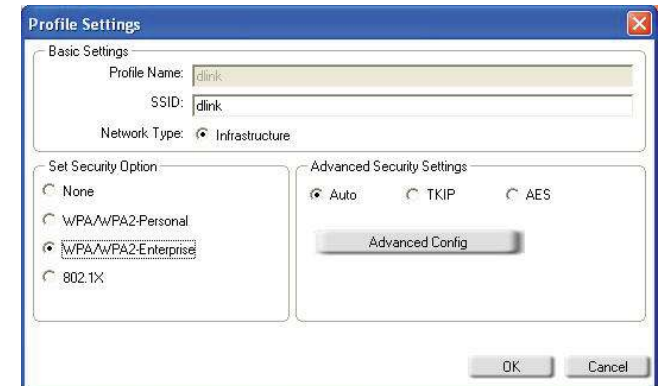 Profile Settings
Basic Settings
Profile Name: dlink
SSID: dlink
Network Type: Infrastructure
Set Security Option
None
WPA/WPA2-Personal
WPA/WPA2-Enterprise
802.1X
Advanced Security Settings
Auto TKIP AES
Advanced Config
OK Cancel